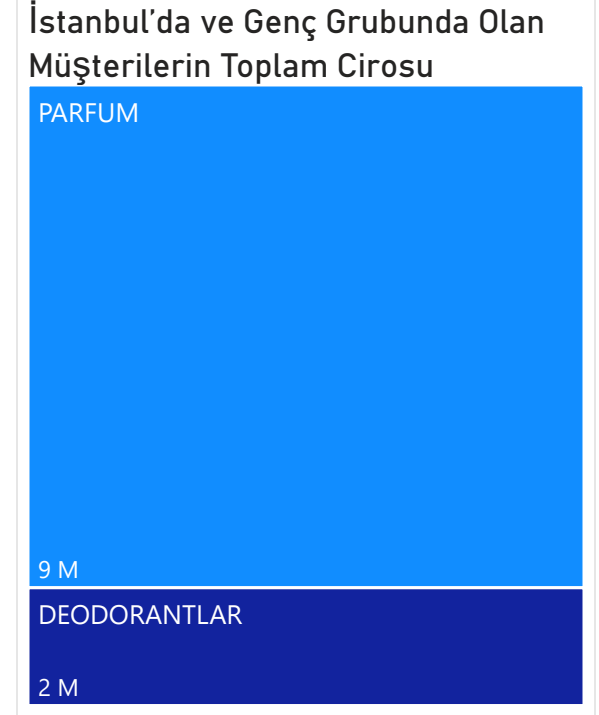 İstanbul’da ve Genç Grubunda Olan
Müşterilerin Toplam Cirosu
PARFUM
9 M
DEODORANTLAR
2 M